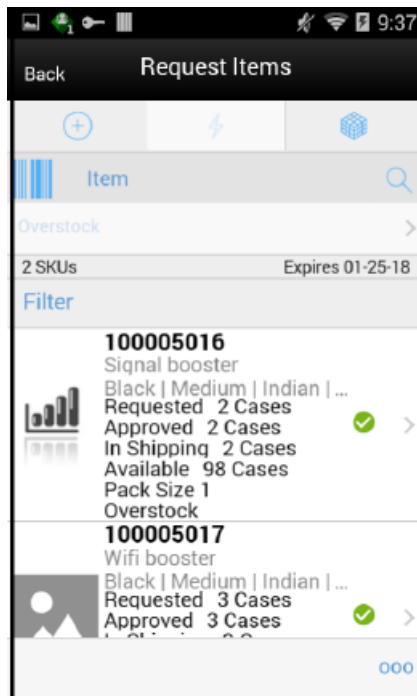 1
9:37
Back
Request Items
Item
Overstock
2 SKUs
Expires 01-25-18
Filter
100005016
Signal booster
Black | Medium | Indian | ...
Requested 2 Cases
Approved 2 Cases
In Shipping 2 Cases
Available 98 Cases
Pack Size 1
Overstock
100005017
Wifi booster
Black | Medium | Indian | ...
Requested 3 Cases
Approved 3 Cases